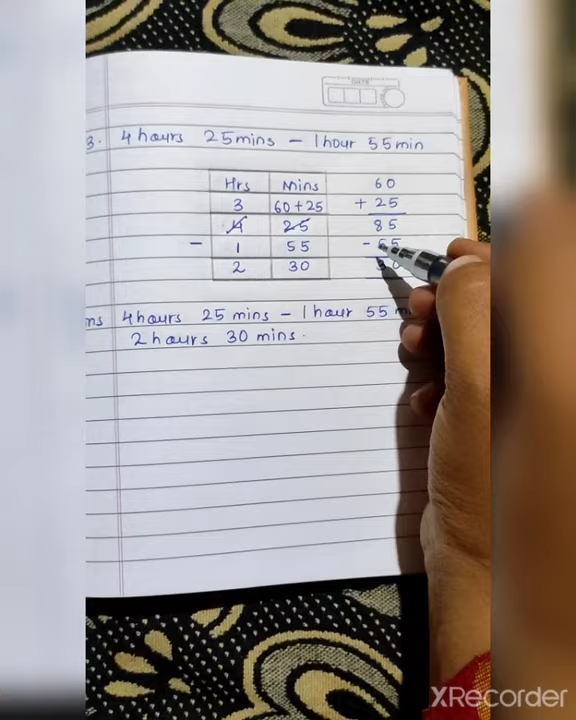 DATE
3. 4 hours 25 mins - 1 hour 55 min
Hrs Mins 60
3 60+25 + 25
4 25 85
- 1 55 - 55
2 30 30
ns 4 hours 25 mins - 1 hour 55
2 hours 30 mins.
XRecorder